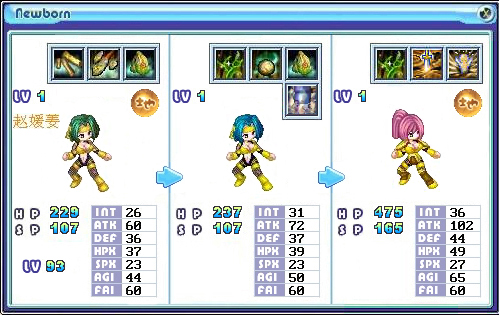 Newborn
LV 1
赵媛姜
HP 229
SP 107
LV 93
INT 26
ATK 60
DEF 36
HPX 37
SPX 23
AGI 44
FAI 60
LV 1
HP 237
SP 107
INT 31
ATK 72
DEF 37
HPX 39
SPX 23
AGI 50
FAI 60
LV 1
HP 475
SP 165
INT 36
ATK 102
DEF 44
HPX 49
SPX 27
AGI 65
FAI 60